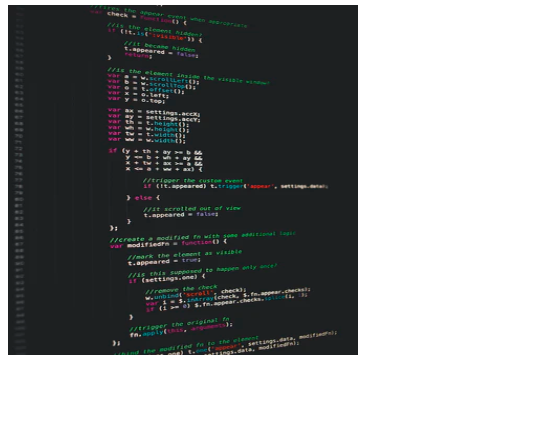 //fires the appear event when appropriate
var check = function() {
//is the element hidden?
if (!t.is(':visible')) {
//it became hidden
t.appeared = false;
return;
}
//is the element inside the visible window?
var a = w.scrollLeft();
var b = w.scrollTop();
var o = t.offset();
var x = o.left;
var y = o.top;
var ax = settings.accX;
var ay = settings.accY;
var th = t.height();
var wh = w.height();
var tw = t.width();
var ww = w.width();
if (y + th + ay >= b &&
y <= b + wh + ay &&
x + tw + ax >= a &&
x <= a + ww + ax) {
//trigger the custom event
if (!t.appeared) t.trigger('appear', settings.data);
} else {
//it scrolled out of view
t.appeared = false;
}
};
//create a modified fn with some additional logic
var modifiedFn = function() {
//mark the element as visible
t.appeared = true;
//is this supposed to happen only once?
if (settings.one) {
//remove the check
w.unbind('scroll', check);
var i = $.inArray(check, $.fn.appear.checks);
if (i >= 0) $.fn.appear.checks.splice(i, 1);
}
//trigger the original fn
fn.apply(this, arguments);
};
//bind the modified fn to the element
one) t.one('appear', settings.data, modifiedFn);
settings.data, modifiedFn);